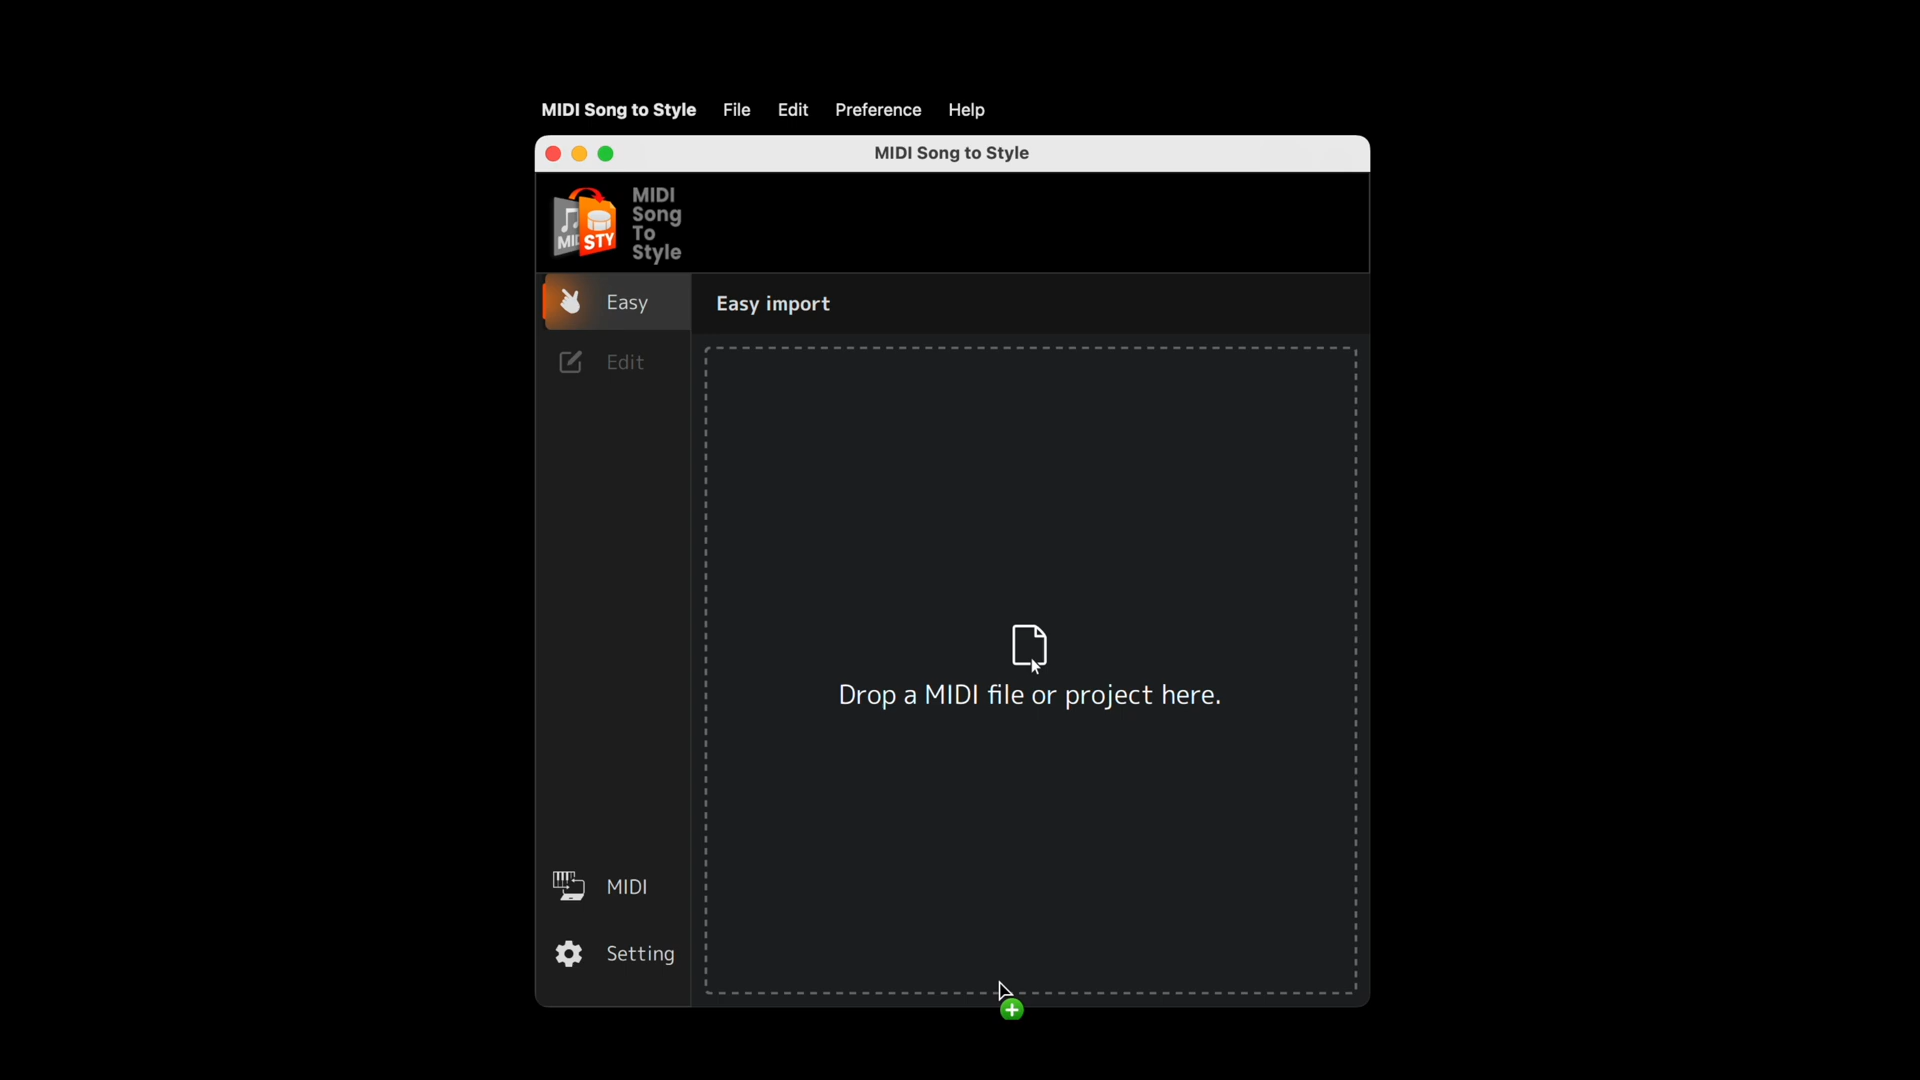 MIDI Song to Style File Edit Preference Help
MIDI Song to Style
MID
STY
MIDI
Song
To
Style
Easy
Easy import
Edit
Drop a MIDI file or project here.
MIDI
Setting